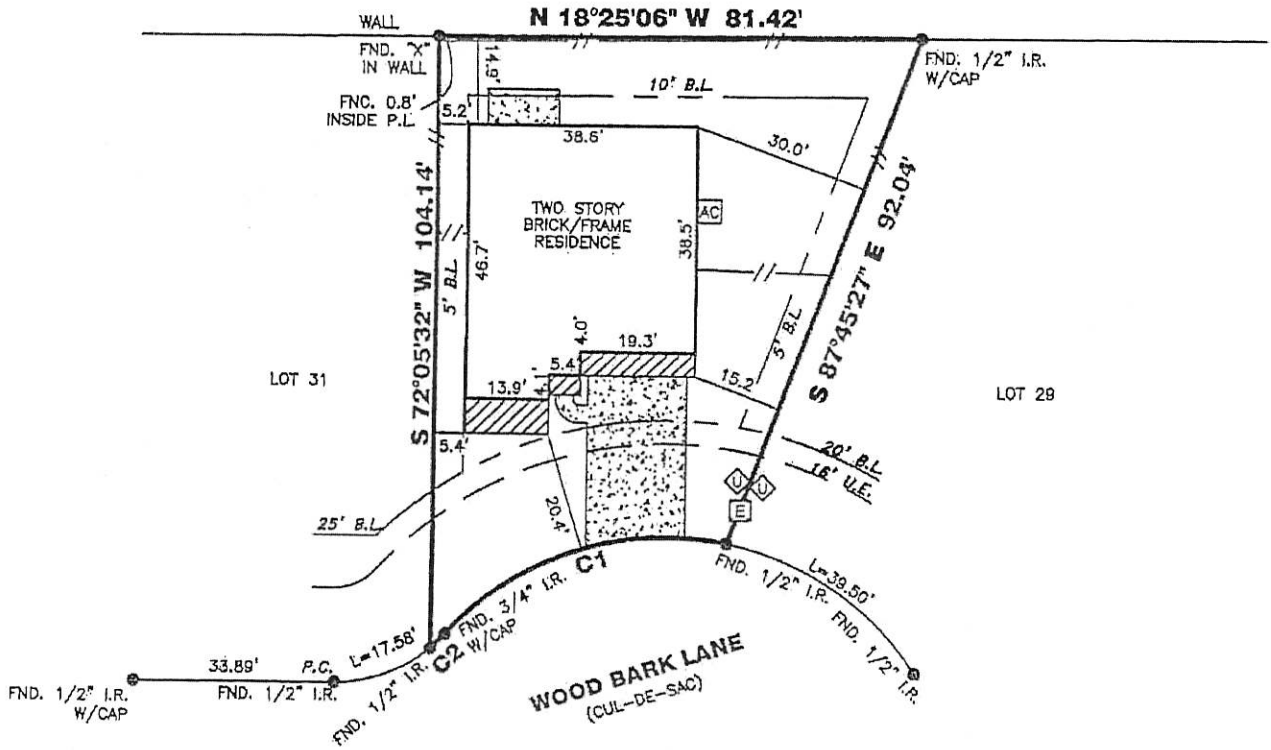 N 18°25'06" W 81.42'
WALL
FND. "X"
IN WALL
FND. 1/2" I.R.
W/CAP
14.9'
10' B.L.
FNC. 0.8'
INSIDE P.L.
5.2'
38.6'
30.0'
S 72°05'32" W 104.14'
5' B.L.
46.7'
TWO STORY
BRICK/FRAME
RESIDENCE
AC
38.5'
S 87°45'27" E 92.04'
5' B.L.
LOT 31
LOT 29
4.0'
19.3'
5.4'
13.9'
15.2'
5.4'
20' B.L.
16' U.E.
U
U
E
25' B.L.
20.4'
C1
FND. 3/4" I.R.
W/CAP
FND. 1/2" I.R.
L=39.50'
FND. 1/2" I.R.
C2
FND. 1/2" I.R.
L=17.58'
P.C.
33.89'
FND. 1/2" I.R.
W/CAP
FND. 1/2" I.R.
WOOD BARK LANE
(CUL-DE-SAC)